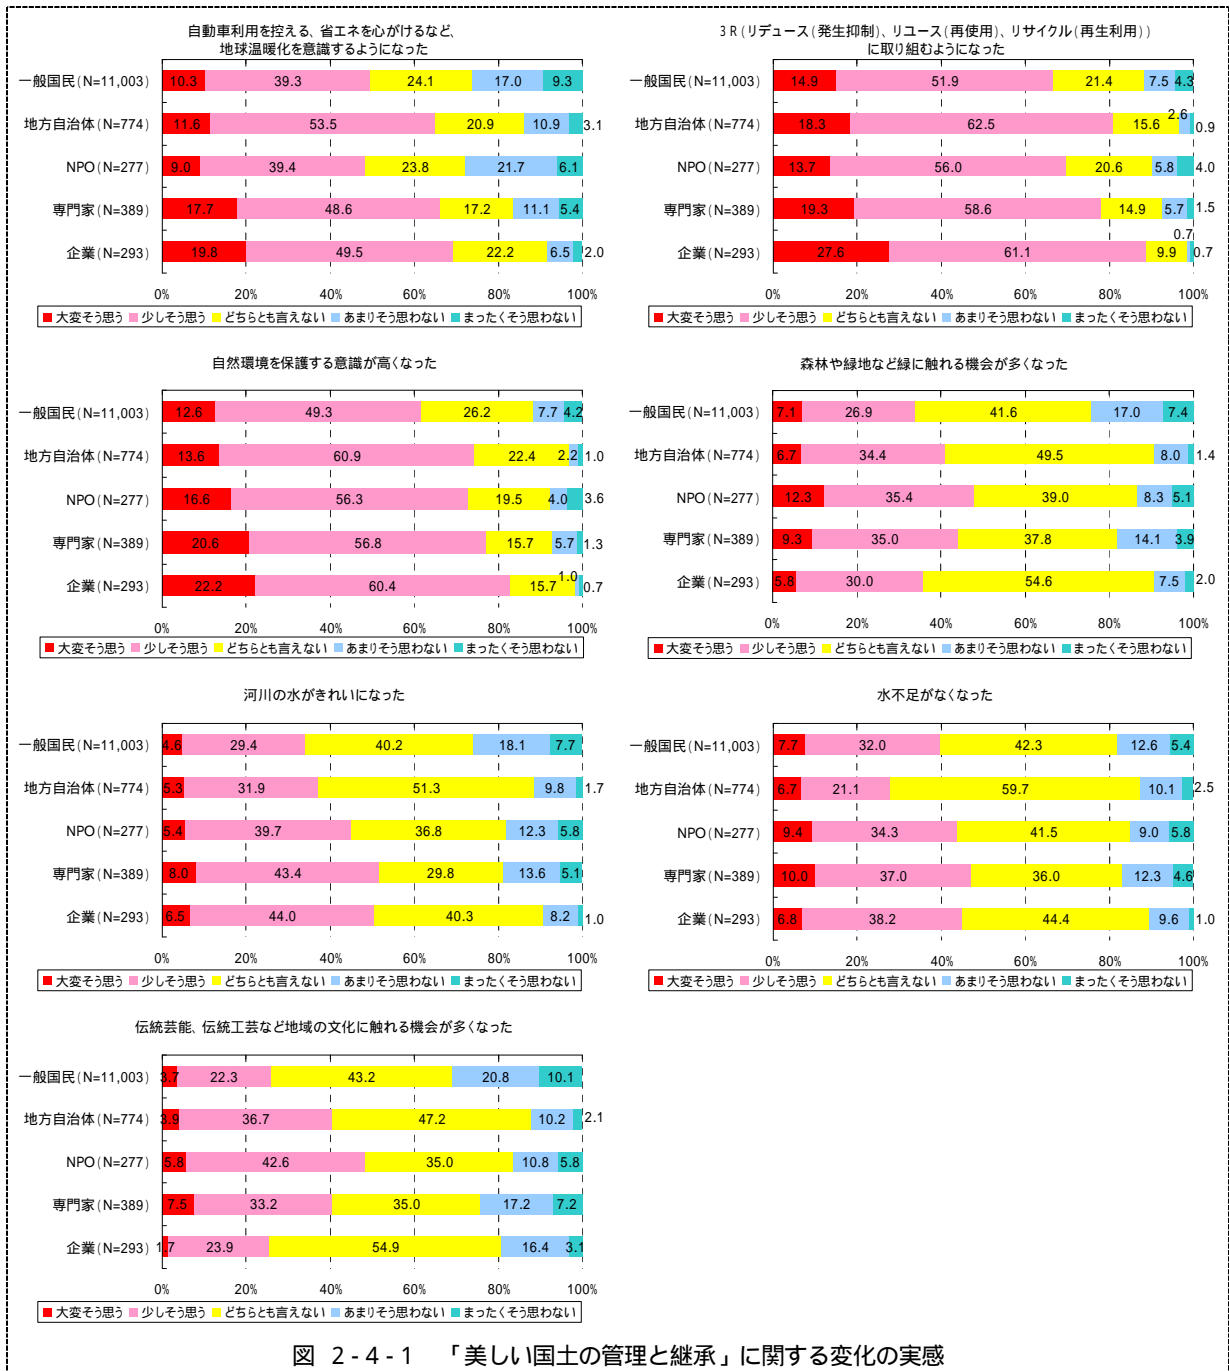 自動車利用を控える、省エネを心がけるなど、
地球温暖化を意識するようになった
一般国民(N=11,003) 10.3 39.3 24.1 17.0 9.3
地方自治体(N=774) 11.6 53.5 20.9 10.9 3.1
NPO(N=277) 9.0 39.4 23.8 21.7 6.1
専門家(N=389) 17.7 48.6 17.2 11.1 5.4
企業(N=293) 19.8 49.5 22.2 6.5 2.0
0% 20% 40% 60% 80% 100%
大変そう思う 少しそう思う どちらとも言えない あまりそう思わない まったくそう思わない
3R(リデュース(発生抑制)、リユース(再使用)、リサイクル(再生利用))
に取り組むようになった
一般国民(N=11,003) 14.9 51.9 21.4 7.5 4.3
地方自治体(N=774) 18.3 62.5 15.6 2.6 0.9
NPO(N=277) 13.7 56.0 20.6 5.8 4.0
専門家(N=389) 19.3 58.6 14.9 5.7 1.5
企業(N=293) 27.6 61.1 9.9 0.7 0.7
0% 20% 40% 60% 80% 100%
大変そう思う 少しそう思う どちらとも言えない あまりそう思わない まったくそう思わない
自然環境を保護する意識が高くなった
一般国民(N=11,003) 12.6 49.3 26.2 7.7 4.2
地方自治体(N=774) 13.6 60.9 22.4 2.2 1.0
NPO(N=277) 16.6 56.3 19.5 4.0 3.6
専門家(N=389) 20.6 56.8 15.7 5.7 1.3
企業(N=293) 22.2 60.4 15.7 1.0 0.7
0% 20% 40% 60% 80% 100%
大変そう思う 少しそう思う どちらとも言えない あまりそう思わない まったくそう思わない
森林や緑地など緑に触れる機会が多くなった
一般国民(N=11,003) 7.1 26.9 41.6 17.0 7.4
地方自治体(N=774) 6.7 34.4 49.5 8.0 1.4
NPO(N=277) 12.3 35.4 39.0 8.3 5.1
専門家(N=389) 9.3 35.0 37.8 14.1 3.9
企業(N=293) 5.8 30.0 54.6 7.5 2.0
0% 20% 40% 60% 80% 100%
大変そう思う 少しそう思う どちらとも言えない あまりそう思わない まったくそう思わない
河川の水がきれいになった
一般国民(N=11,003) 4.6 29.4 40.2 18.1 7.7
地方自治体(N=774) 5.3 31.9 51.3 9.8 1.7
NPO(N=277) 5.4 39.7 36.8 12.3 5.8
専門家(N=389) 8.0 43.4 29.8 13.6 5.1
企業(N=293) 6.5 44.0 40.3 8.2 1.0
0% 20% 40% 60% 80% 100%
大変そう思う 少しそう思う どちらとも言えない あまりそう思わない まったくそう思わない
水不足がなくなった
一般国民(N=11,003) 7.7 32.0 42.3 12.6 5.4
地方自治体(N=774) 6.7 21.1 59.7 10.1 2.5
NPO(N=277) 9.4 34.3 41.5 9.0 5.8
専門家(N=389) 10.0 37.0 36.0 12.3 4.6
企業(N=293) 6.8 38.2 44.4 9.6 1.0
0% 20% 40% 60% 80% 100%
大変そう思う 少しそう思う どちらとも言えない あまりそう思わない まったくそう思わない
伝統芸能、伝統工芸など地域の文化に触れる機会が多くなった
一般国民(N=11,003) 3.7 22.3 43.2 20.8 10.1
地方自治体(N=774) 3.9 36.7 47.2 10.2 2.1
NPO(N=277) 5.8 42.6 35.0 10.8 5.8
専門家(N=389) 7.5 33.2 35.0 17.2 7.2
企業(N=293) 1.7 23.9 54.9 16.4 3.1
0% 20% 40% 60% 80% 100%
大変そう思う 少しそう思う どちらとも言えない あまりそう思わない まったくそう思わない
図 2-4-1 「美しい国土の管理と継承」に関する変化の実感